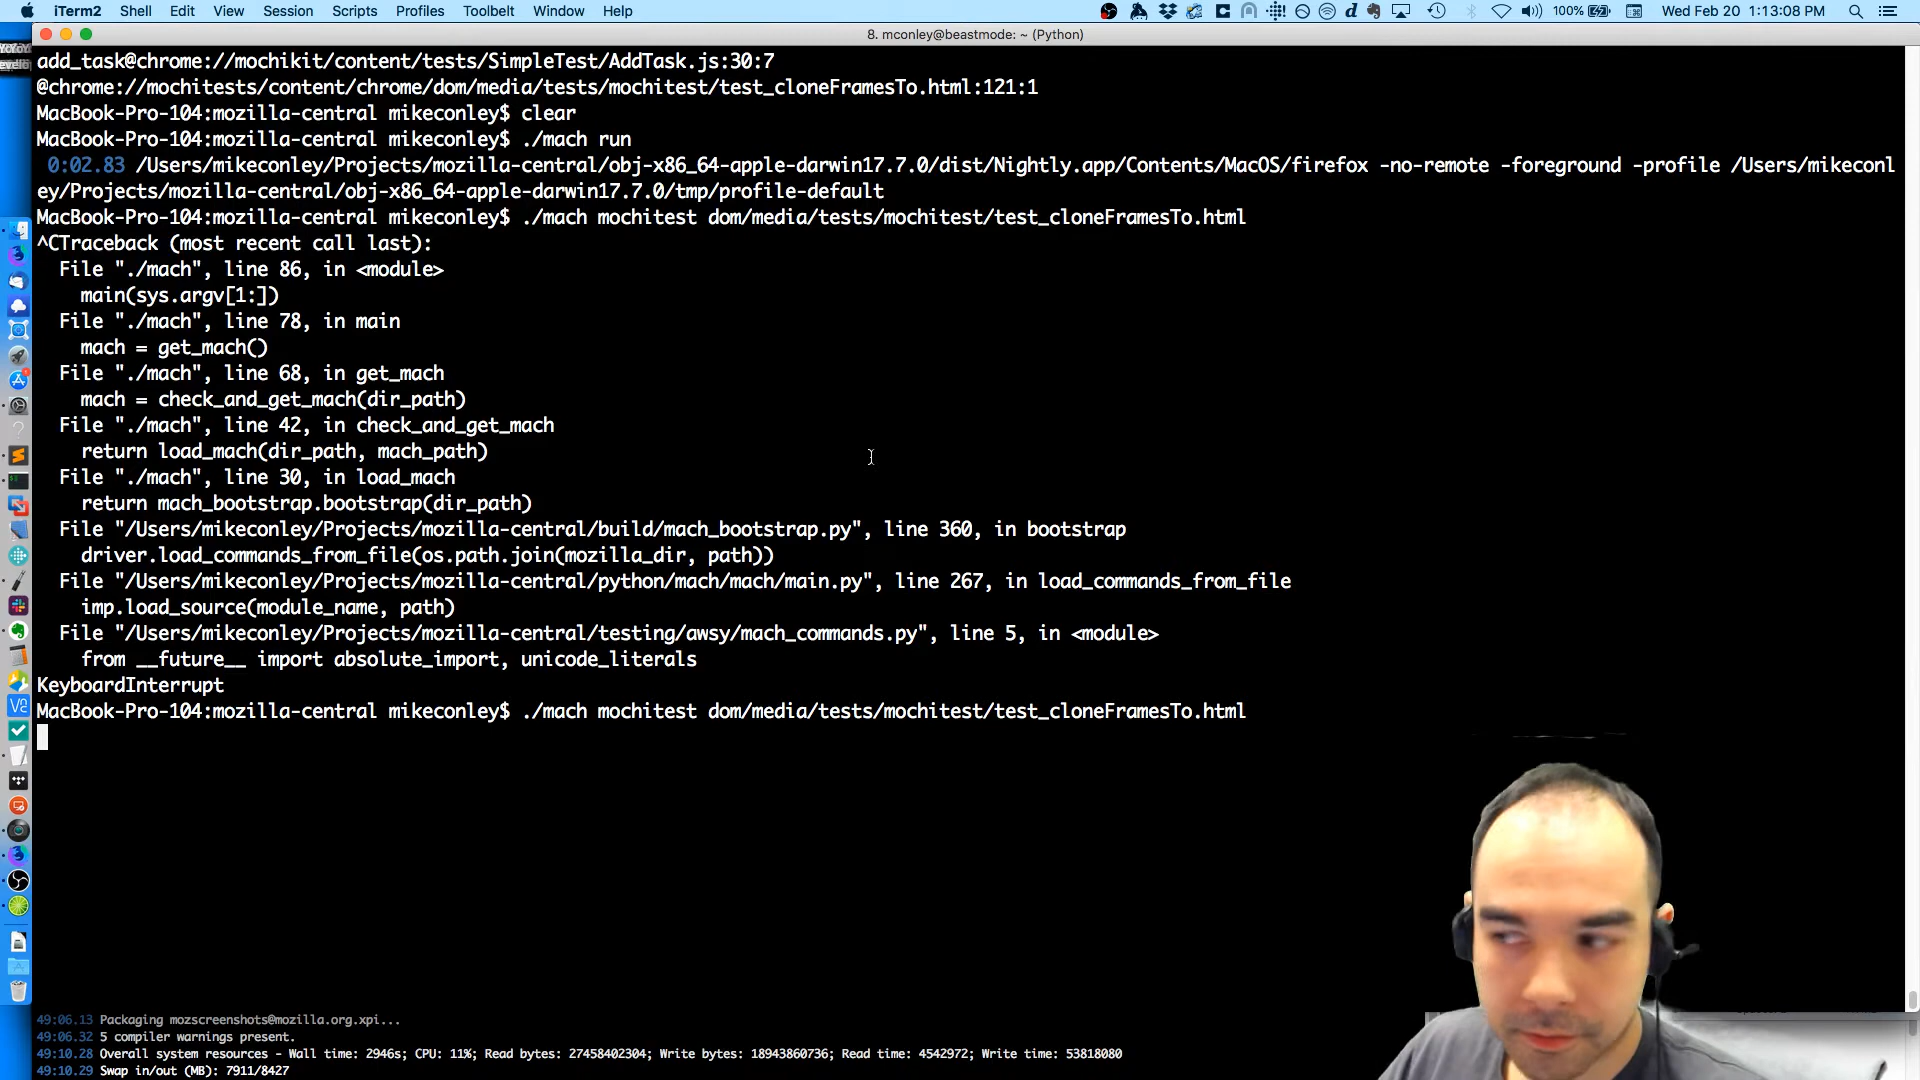 iTerm2 Shell Edit View Session Scripts Profiles Toolbelt Window Help 100% Wed Feb 20 1:13:08 PM
8. mconley@beastmode: ~ (Python)
add_task@chrome://mochikit/content/tests/SimpleTest/AddTask.js:30:7
@chrome://mochitests/content/chrome/dom/media/tests/mochitest/test_cloneFramesTo.html:121:1
MacBook-Pro-104:mozilla-central mikeconley$ clear
MacBook-Pro-104:mozilla-central mikeconley$ ./mach run
0:02.83 /Users/mikeconley/Projects/mozilla-central/obj-x86_64-apple-darwin17.7.0/dist/Nightly.app/Contents/MacOS/firefox -no-remote -foreground -profile /Users/mikeconl
ey/Projects/mozilla-central/obj-x86_64-apple-darwin17.7.0/tmp/profile-default
MacBook-Pro-104:mozilla-central mikeconley$ ./mach mochitest dom/media/tests/mochitest/test_cloneFramesTo.html
^CTraceback (most recent call last):
File "./mach", line 86, in <module>
main(sys.argv[1:])
File "./mach", line 78, in main
mach = get_mach()
File "./mach", line 68, in get_mach
mach = check_and_get_mach(dir_path)
File "./mach", line 42, in check_and_get_mach
return load_mach(dir_path, mach_path)
File "./mach", line 30, in load_mach
return mach_bootstrap.bootstrap(dir_path)
File "/Users/mikeconley/Projects/mozilla-central/build/mach_bootstrap.py", line 360, in bootstrap
driver.load_commands_from_file(os.path.join(mozilla_dir, path))
File "/Users/mikeconley/Projects/mozilla-central/python/mach/mach/main.py", line 267, in load_commands_from_file
imp.load_source(module_name, path)
File "/Users/mikeconley/Projects/mozilla-central/testing/awsy/mach_commands.py", line 5, in <module>
from __future__ import absolute_import, unicode_literals
KeyboardInterrupt
MacBook-Pro-104:mozilla-central mikeconley$ ./mach mochitest dom/media/tests/mochitest/test_cloneFramesTo.html
49:06.13 Packaging mozscreenshots@mozilla.org.xpi...
49:06.32 5 compiler warnings present.
49:10.28 Overall system resources - Wall time: 2946s; CPU: 11%; Read bytes: 27458402304; Write bytes: 18943860736; Read time: 4542972; Write time: 53818080
49:10.29 Swap in/out (MB): 7911/8427